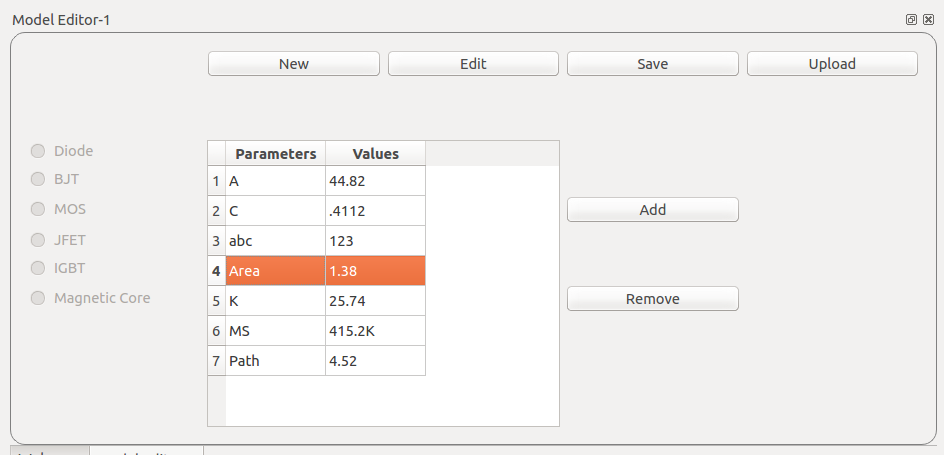 Model Editor-1
New Edit Save Upload
Diode
BJT
MOS
JFET
IGBT
Magnetic Core
Parameters Values
1 A 44.82
2 C .4112
3 abc 123
4 Area 1.38
5 K 25.74
6 MS 415.2K
7 Path 4.52
Add
Remove